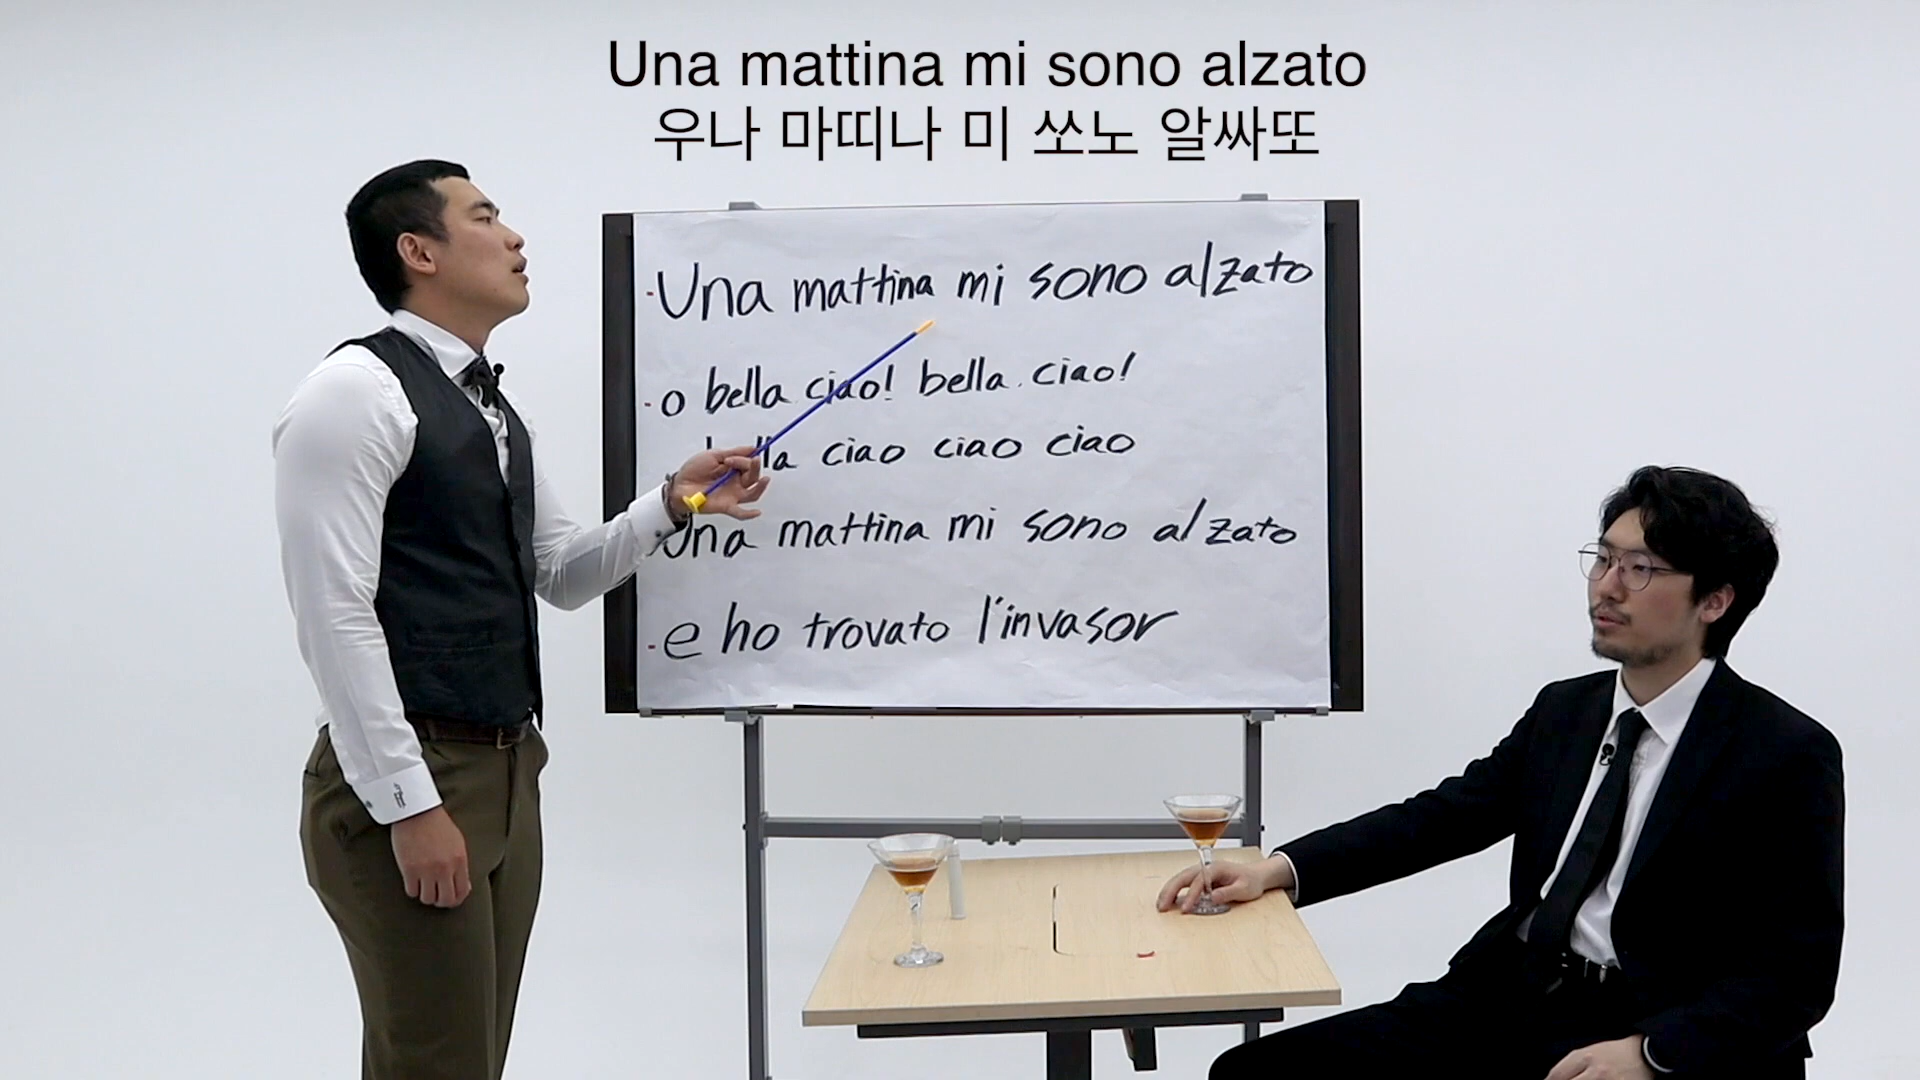 Una mattina mi sono alzato
우나 마띠나 미 쏘노 알싸또
Una mattina mi sono alzato
o bella ciao! bella ciao!
ciao ciao ciao
Una mattina mi sono alzato
e ho trovato l'invasor